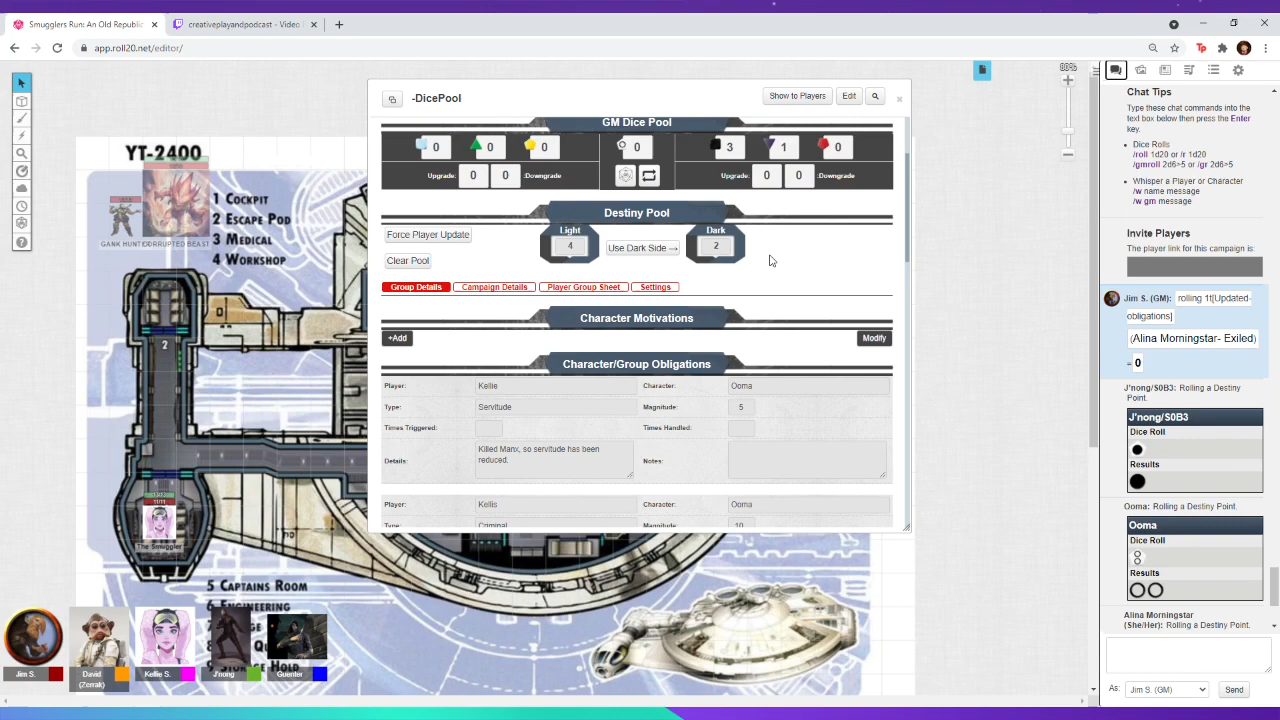 Smugglers Run: An Old Republic
creativeplayandpodcast - Video
app.roll20.net/editor/
Tp
-DicePool
Show to Players
Edit
GM Dice Pool
0 0 0 0 3 1 0
Upgrade: 0 0 :Downgrade
Upgrade: 0 0 :Downgrade
Destiny Pool
Force Player Update
Clear Pool
Light
4
Use Dark Side →
Dark
2
Group Details
Campaign Details
Player Group Sheet
Settings
Character Motivations
+Add
Modify
Character/Group Obligations
Player: Kellie Character: Ooma
Type: Servitude Magnitude: 5
Times Triggered: Times Handled:
Details: Killed Manx, so servitude has been
reduced.
Notes:
Player: Kellis Character: Ooma
Type: Criminal Magnitude: 10
YT-2400
1 Cockpit
2 Escape Pod
3 Medical
4 Workshop
GANK HUNTER
CORRUPTED BEAST
2
11/11
The Smuggler
5 Captains Room
Jim S.
David
(Zerrak)
Kellie S.
J'nong
Guenter
Chat Tips
Type these chat commands into the
text box below then press the Enter
key.
Dice Rolls
/roll 1d20 or /r 1d20
/gmroll 2d6>5 or /gr 2d6>5
Whisper a Player or Character
/w name message
/w gm message
Invite Players
The player link for this campaign is:
Jim S. (GM): rolling 1t[Updated-
obligations]
(Alina Morningstar- Exiled)
= 0
J'nong/S0B3: Rolling a Destiny
Point.
J'nong/S0B3
Dice Roll
Results
Ooma: Rolling a Destiny Point.
Ooma
Dice Roll
Results
Alina Morningstar
(She/Her): Rolling a Destiny Point.
As: Jim S. (GM)
Send